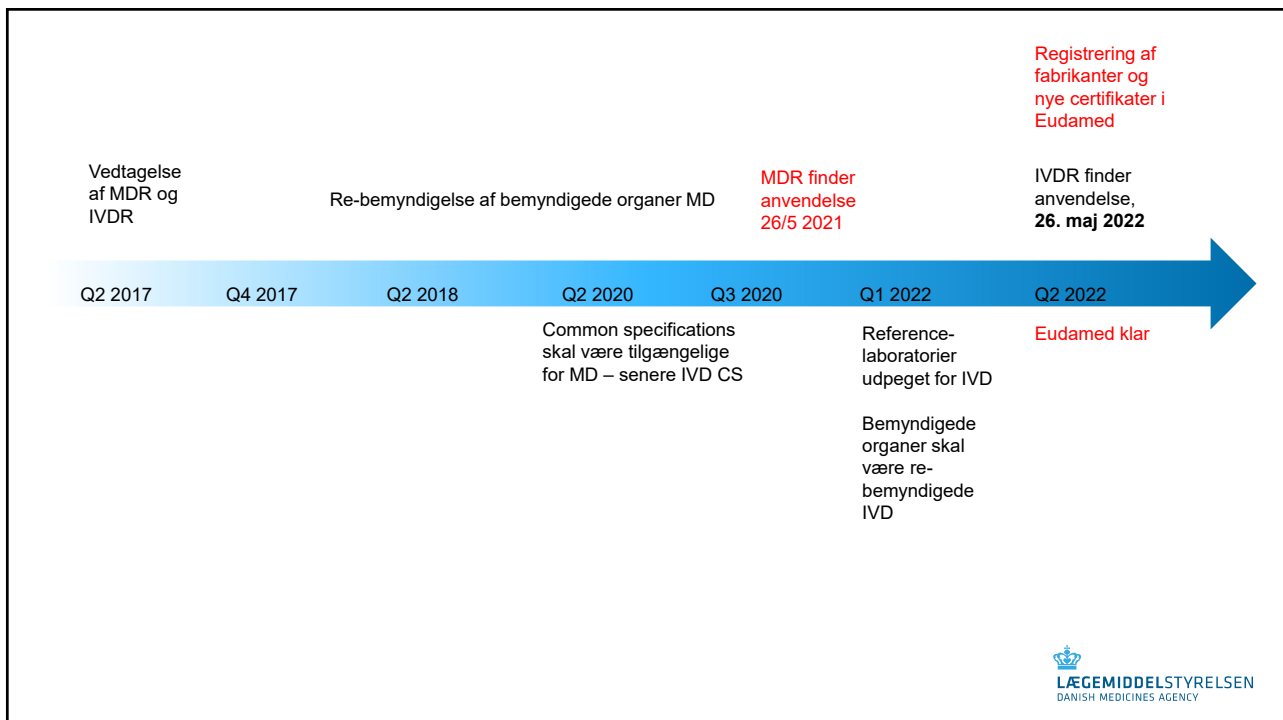 Registrering af
fabrikanter og
nye certifikater i
Eudamed
Vedtagelse
af MDR og
IVDR
Re-bemyndigelse af bemyndigede organer MD
MDR finder
anvendelse
26/5 2021
IVDR finder
anvendelse,
26. maj 2022
Q2 2017
Q4 2017
Q2 2018
Q2 2020
Q3 2020
Q1 2022
Q2 2022
Common specifications
skal være tilgængelige
for MD – senere IVD CS
Reference-
laboratorier
udpeget for IVD
Bemyndigede
organer skal
være re-
bemyndigede
IVD
Eudamed klar
LÆGEMIDDELSTYRELSEN
DANISH MEDICINES AGENCY